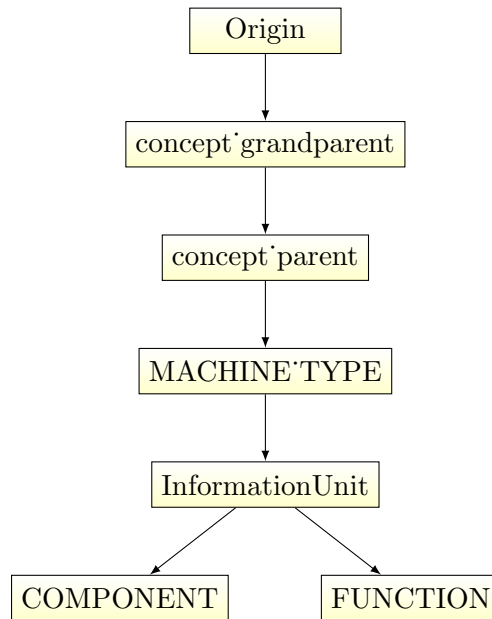 Origin
concept˙grandparent
concept˙parent
MACHINE˙TYPE
InformationUnit
COMPONENT
FUNCTION